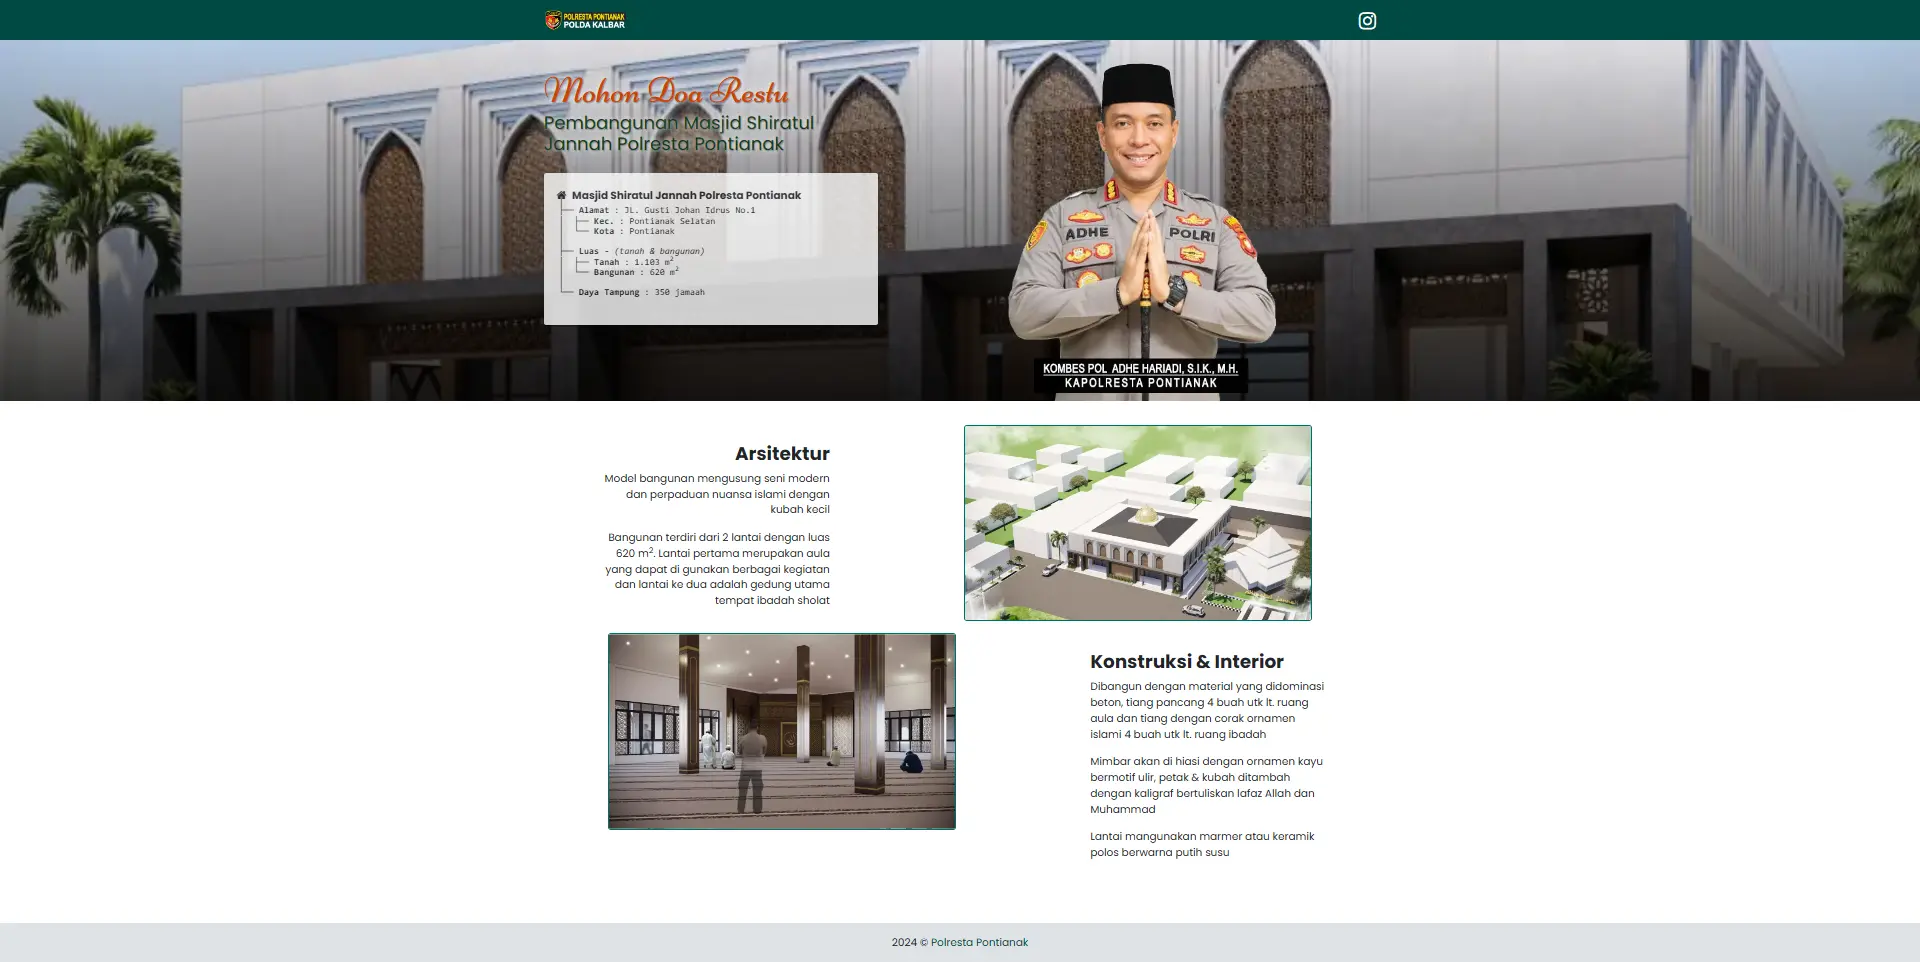 POLRESTA PONTIANAK
POLDA KALBAR
Mohon Doa Restu
Pembangunan Masjid Shiratul
Jannah Polresta Pontianak
Masjid Shiratul Jannah Polresta Pontianak
Alamat : JL. Gusti Johan Idrus No.1
Kec. : Pontianak Selatan
Kota : Pontianak
Luas - (tanah & bangunan)
Tanah : 1.103 m²
Bangunan : 620 m²
Daya Tampung : 350 jamaah
ADHE
POLRI
KOMBES POL ADHE HARIADI, S.I.K., M.H.
KAPOLRESTA PONTIANAK
Arsitektur
Model bangunan mengusung seni modern
dan perpaduan nuansa islami dengan
kubah kecil
Bangunan terdiri dari 2 lantai dengan luas
620 m². Lantai pertama merupakan aula
yang dapat di gunakan berbagai kegiatan
dan lantai ke dua adalah gedung utama
tempat ibadah sholat
Konstruksi & Interior
Dibangun dengan material yang didominasi
beton, tiang pancang 4 buah utk lt. ruang
aula dan tiang dengan corak ornamen
islami 4 buah utk lt. ruang ibadah
Mimbar akan di hiasi dengan ornamen kayu
bermotif ulir, petak & kubah ditambah
dengan kaligraf bertuliskan lafaz Allah dan
Muhammad
Lantai mangunakan marmer atau keramik
polos berwarna putih susu
2024 © Polresta Pontianak